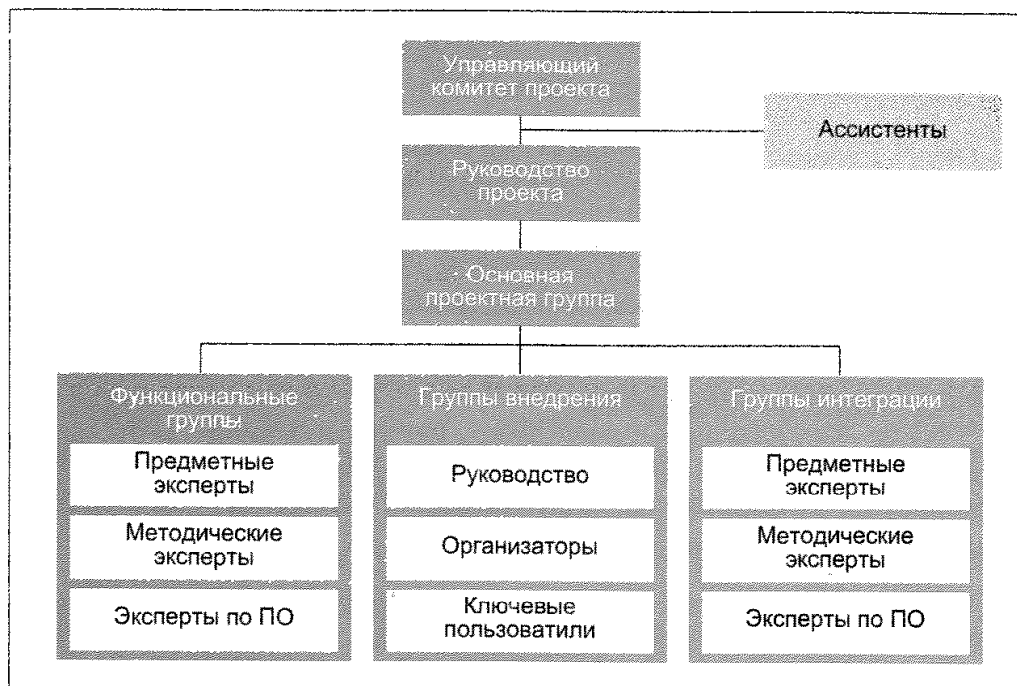 Управляющий
комитет проекта
Ассистенты
Руководство
проекта
Основная
проектная группа
Функциональные
группы
Предметные
эксперты
Методические
эксперты
Эксперты по ПО
Группы внедрения
Руководство
Организаторы
Ключевые
пользоватили
Группы интеграции
Предметные
эксперты
Методические
эксперты
Эксперты по ПО